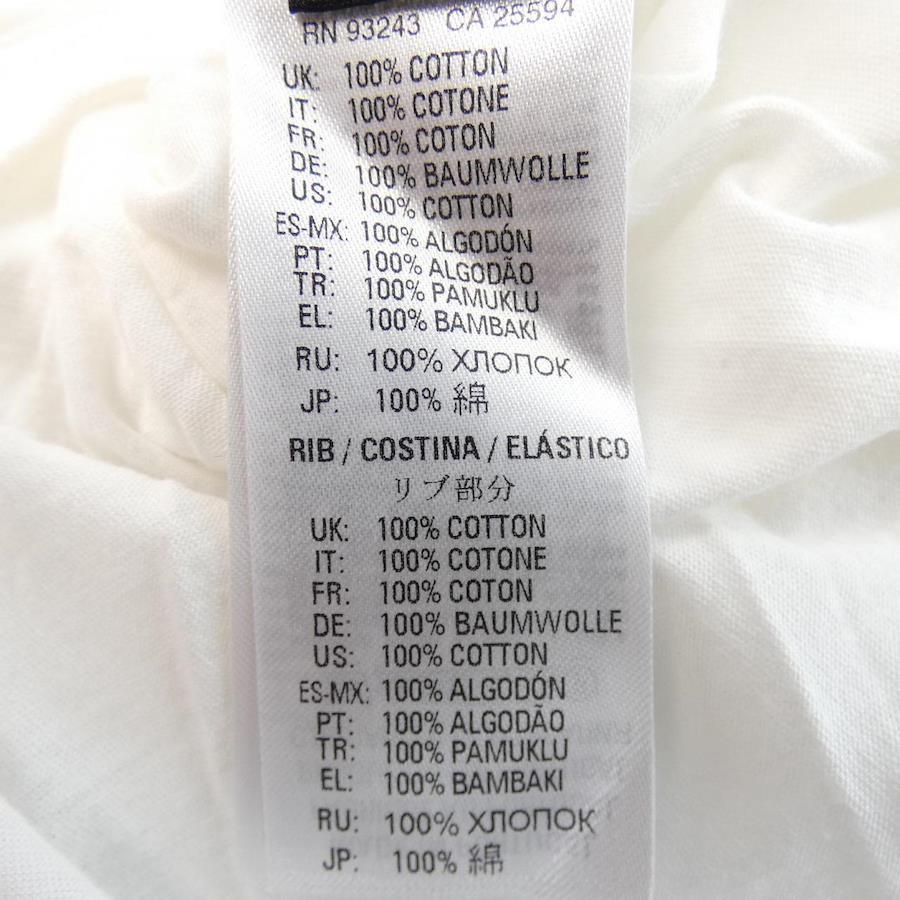 RN 93243 CA 25594
UK: 100% COTTON
IT: 100% COTONE
FR: 100% COTON
DE: 100% BAUMWOLLE
US: 100% COTTON
ES-MX: 100% ALGODÓN
PT: 100% ALGODÃO
TR: 100% PAMUKLU
EL: 100% BAMBAKI
RU: 100% ХЛОПОК
JP: 100% 綿
RIB / COSTINA / ELÁSTICO
リブ部分
UK: 100% COTTON
IT: 100% COTONE
FR: 100% COTON
DE: 100% BAUMWOLLE
US: 100% COTTON
ES-MX: 100% ALGODÓN
PT: 100% ALGODÃO
TR: 100% PAMUKLU
EL: 100% BAMBAKI
RU: 100% ХЛОПОК
JP: 100% 綿